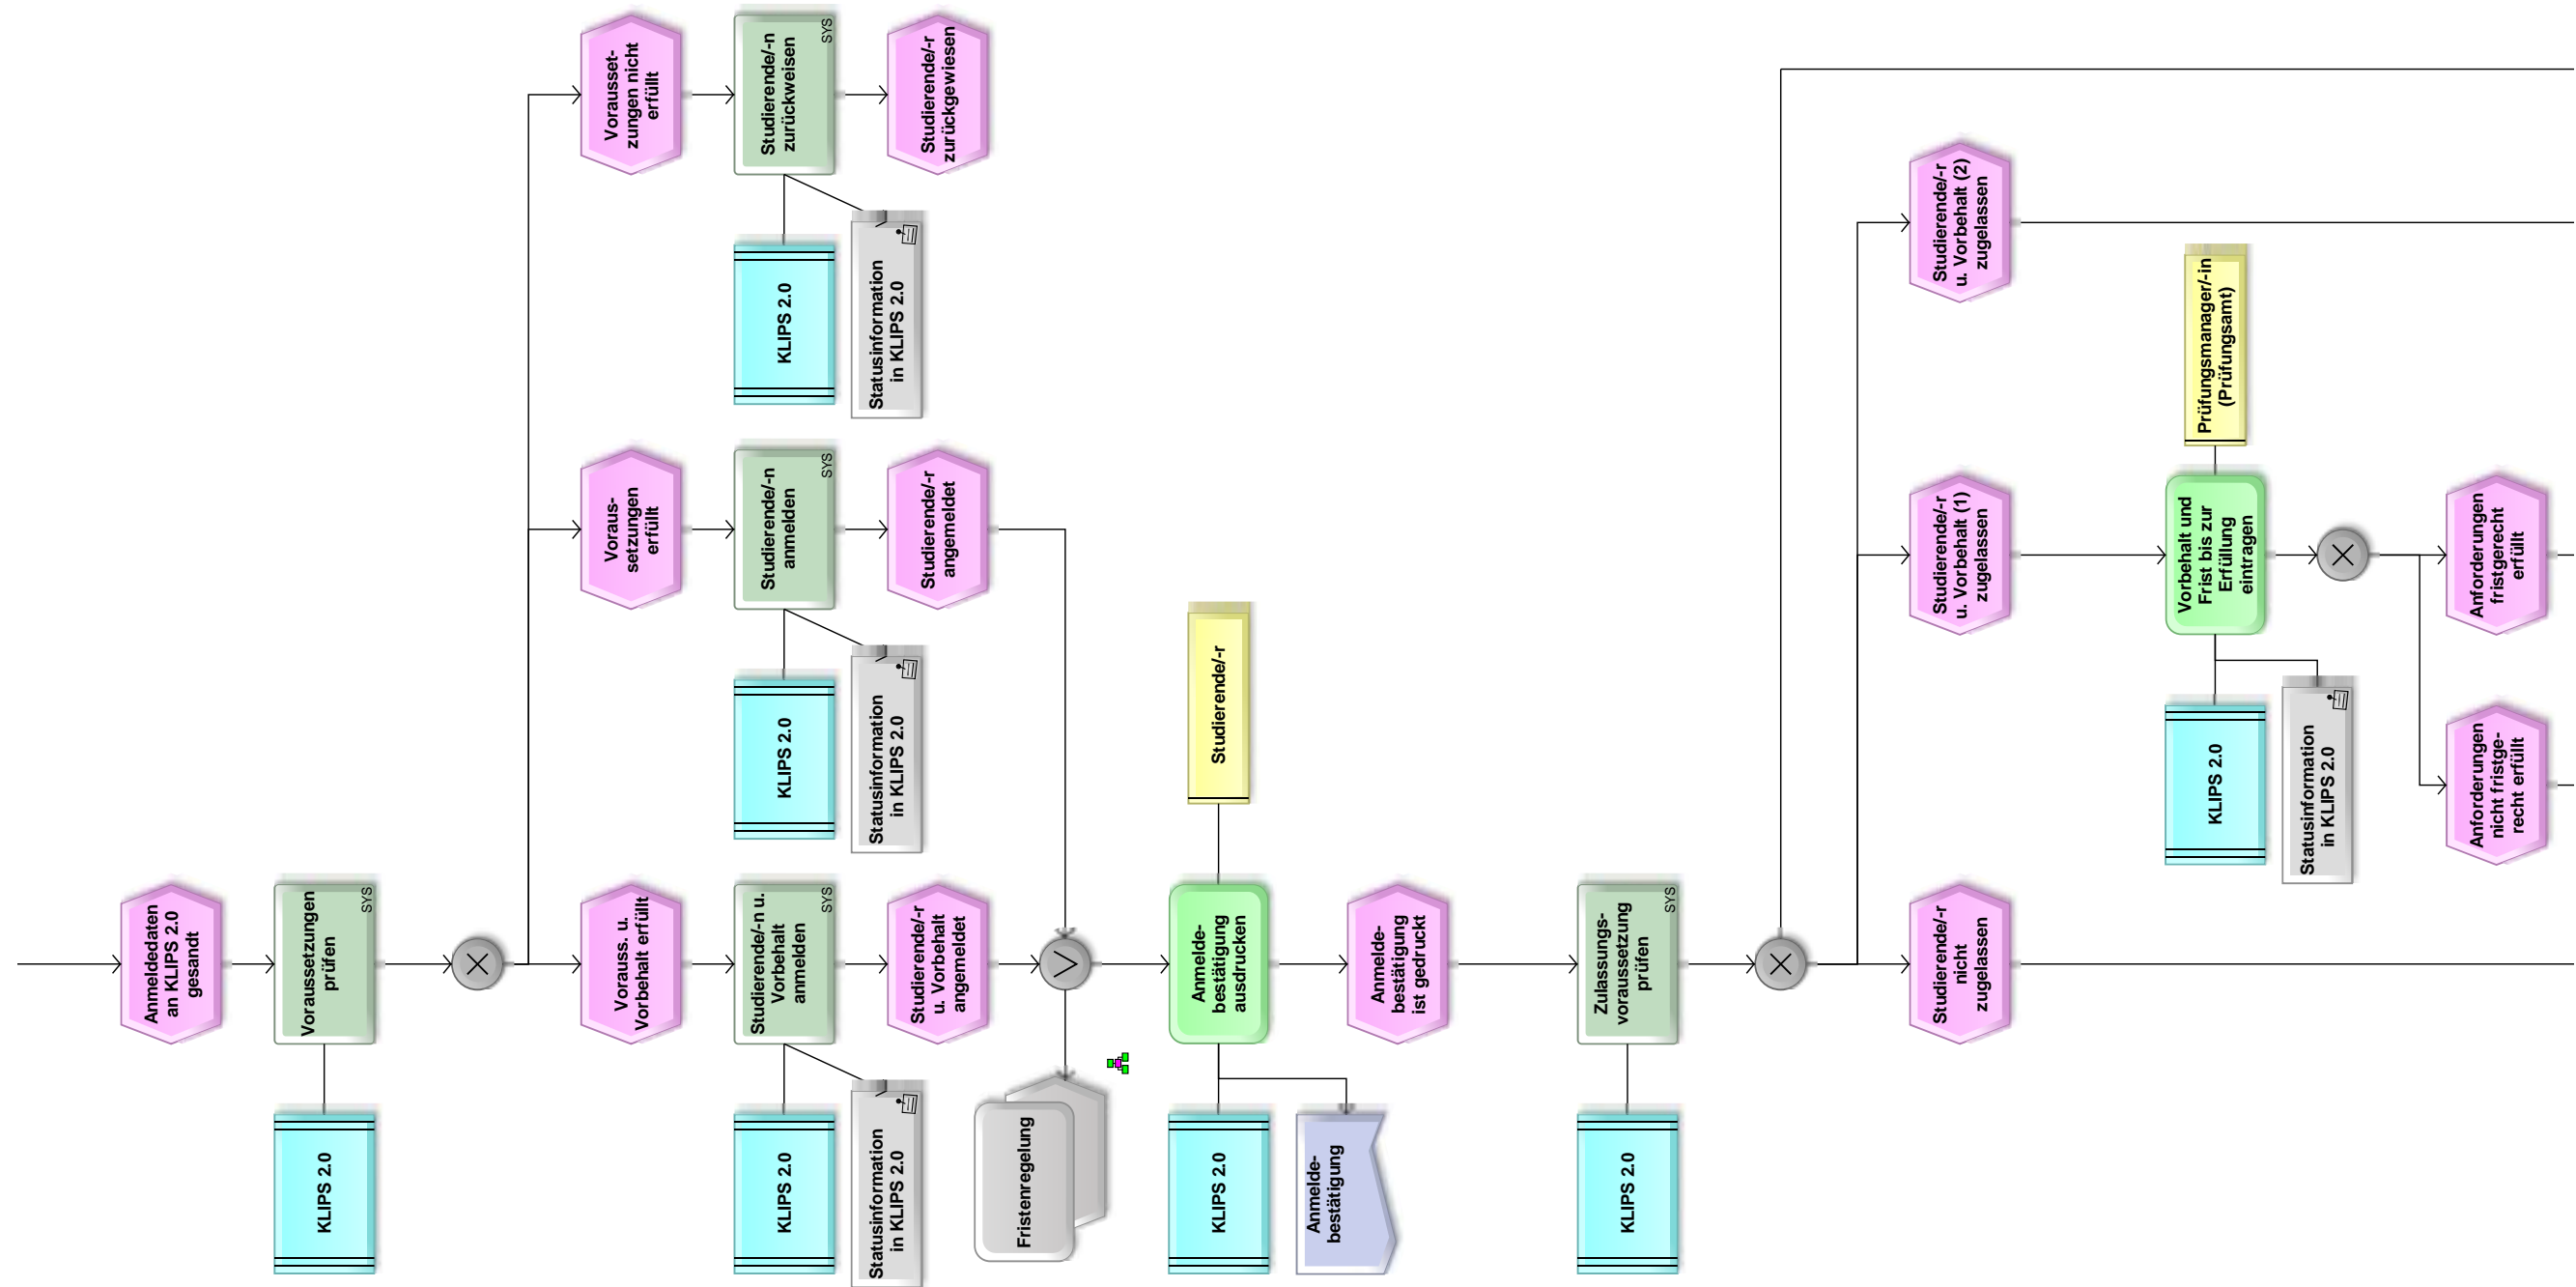 Anmeldedaten
an KLIPS 2.0
gesandt
Voraussetzungen
prüfen
SYS
KLIPS 2.0
Vorausset-
zungen nicht
erfüllt
Studierende/-n
zurückweisen
SYS
Studierende/-r
zurückgewiesen
KLIPS 2.0
Statusinformation
in KLIPS 2.0
Voraus-
setzungen
erfüllt
Studierende/-n
anmelden
SYS
Studierende/-r
angemeldet
KLIPS 2.0
Statusinformation
in KLIPS 2.0
Vorauss. u.
Vorbehalt erfüllt
Studierende/-n u.
Vorbehalt
anmelden
SYS
Studierende/-r
u. Vorbehalt
angemeldet
KLIPS 2.0
Statusinformation
in KLIPS 2.0
Fristenregelung
Studierende/-r
Anmelde-
bestätigung
ausdrucken
KLIPS 2.0
Anmelde-
bestätigung
Anmelde-
bestätigung
ist gedruckt
Zulassungs-
voraussetzung
prüfen
SYS
KLIPS 2.0
Studierende/-r
u. Vorbehalt (2)
zugelassen
Studierende/-r
u. Vorbehalt (1)
zugelassen
Studierende/-r
nicht
zugelassen
Prüfungsmanager/-in
(Prüfungsamt)
Vorbehalt und
Frist bis zur
Erfüllung
eintragen
KLIPS 2.0
Statusinformation
in KLIPS 2.0
Anforderungen
fristgerecht
erfüllt
Anforderungen
nicht fristge-
recht erfüllt